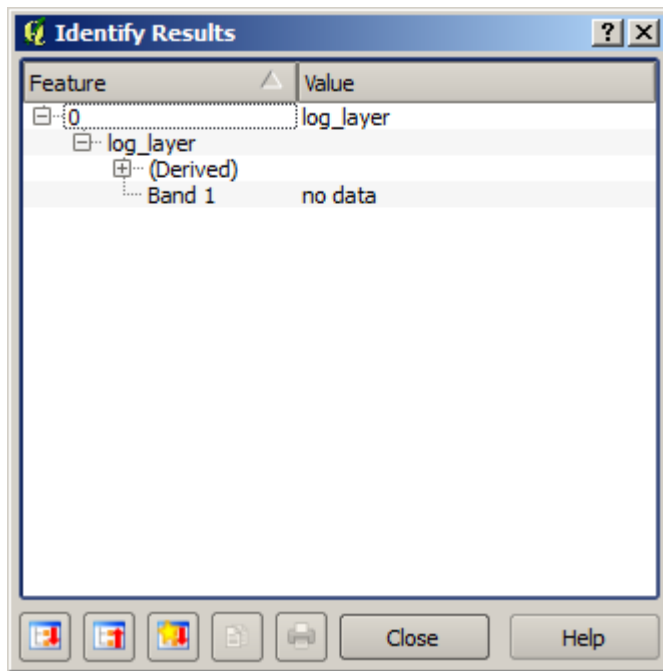 Identify Results
Feature Value
0 log_layer
log_layer
(Derived)
Band 1 no data
Close Help